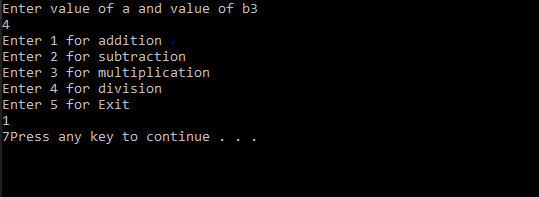 Enter value of a and value of b3
4
Enter 1 for addition
Enter 2 for subtraction
Enter 3 for multiplication
Enter 4 for division
Enter 5 for Exit
1
7Press any key to continue . . .